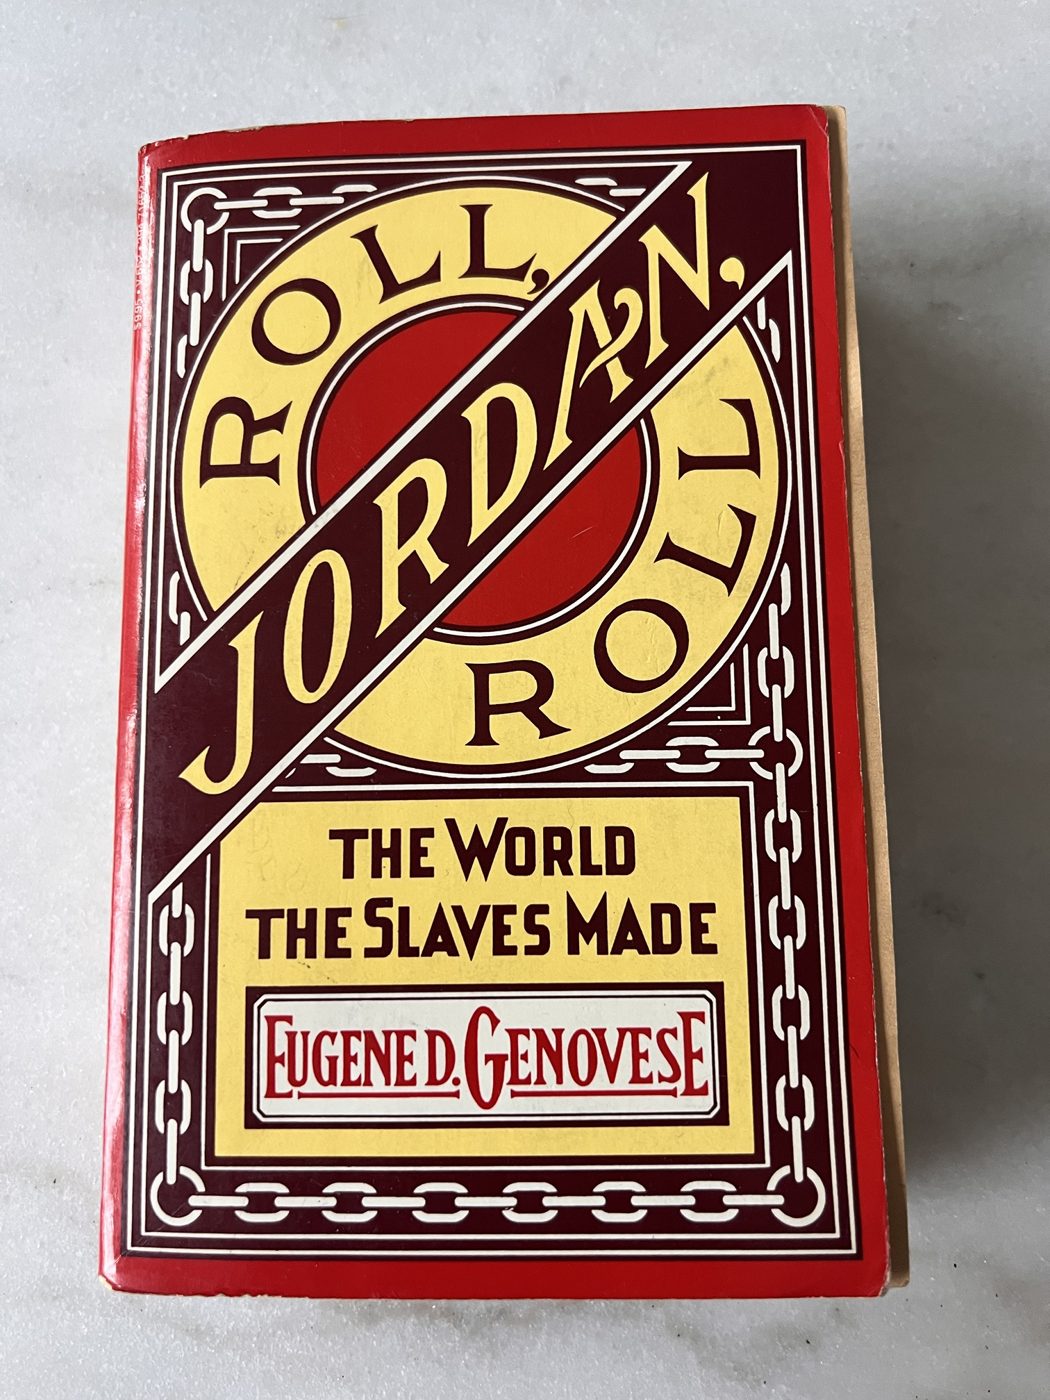 ROLL,
JORDAN,
ROLL
THE WORLD
THE SLAVES MADE
EUGENE D. GENOVESE